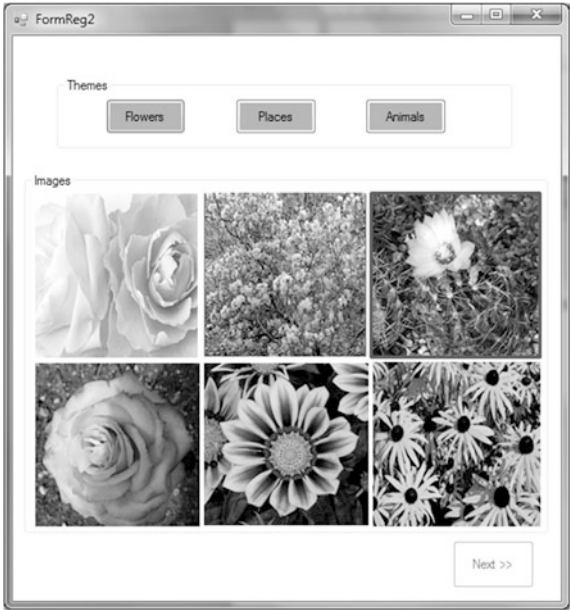 FormReg2
Themes
Flowers Places Animals
Images
Next >>